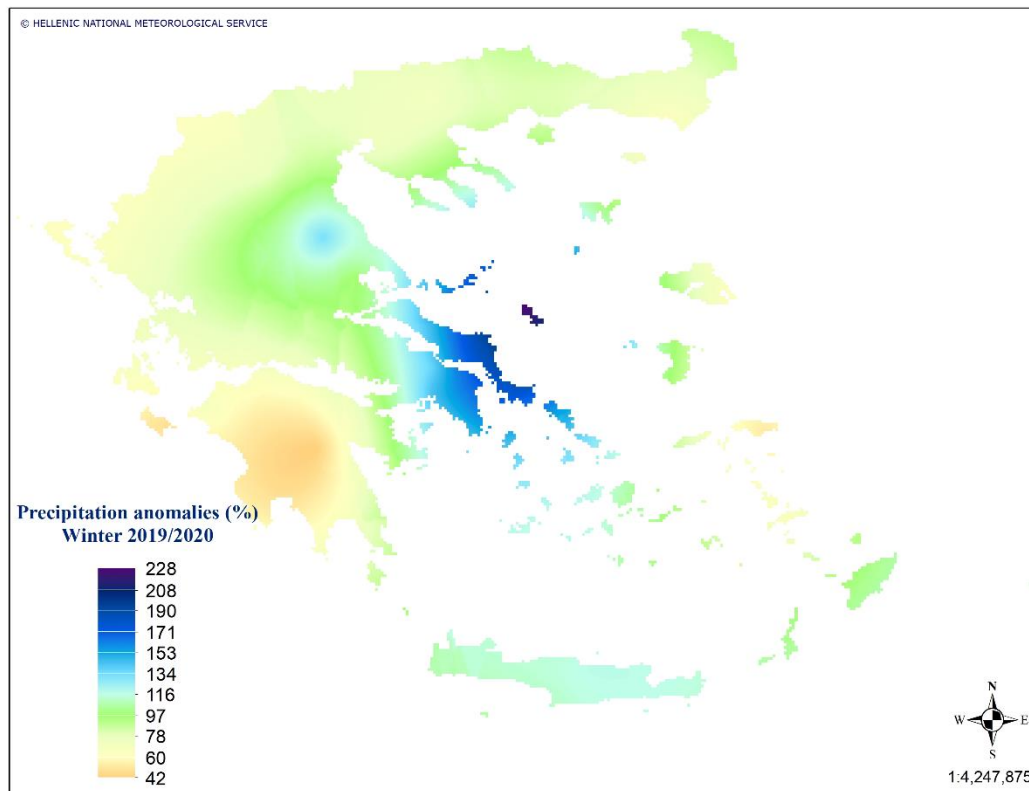 © HELLENIC NATIONAL METEOROLOGICAL SERVICE
Precipitation anomalies (%)
Winter 2019/2020
228
208
190
171
153
134
116
97
78
60
42
N
W E
S
1:4,247,875